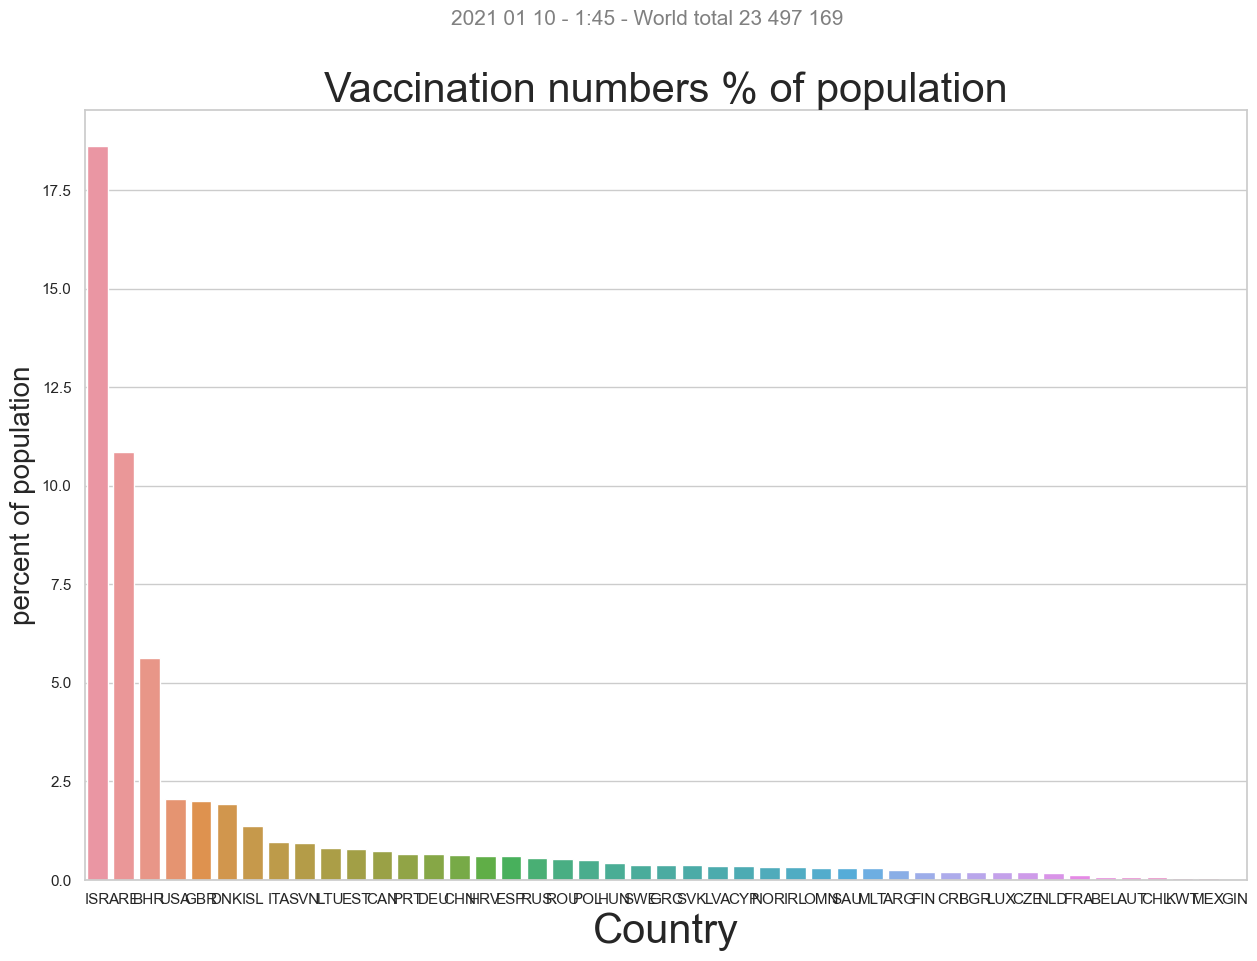 2021 01 10 - 1:45 - World total 23 497 169
Vaccination numbers % of population
17.5
15.0
12.5
10.0
7.5
5.0
2.5
0.0
percent of population
ISR ARE BHR USA GBR DNK ISL ITA SVN LTU EST CAN PRT DEU CHN HRV ESP RUS ROU POL HUN SWE GRC SVK LVA CYP NOR IRL OMN SAU MLT ARG FIN CRI BGR LUX CZE NLD FRA BEL AUT CHL KWT MEX GIN
Country